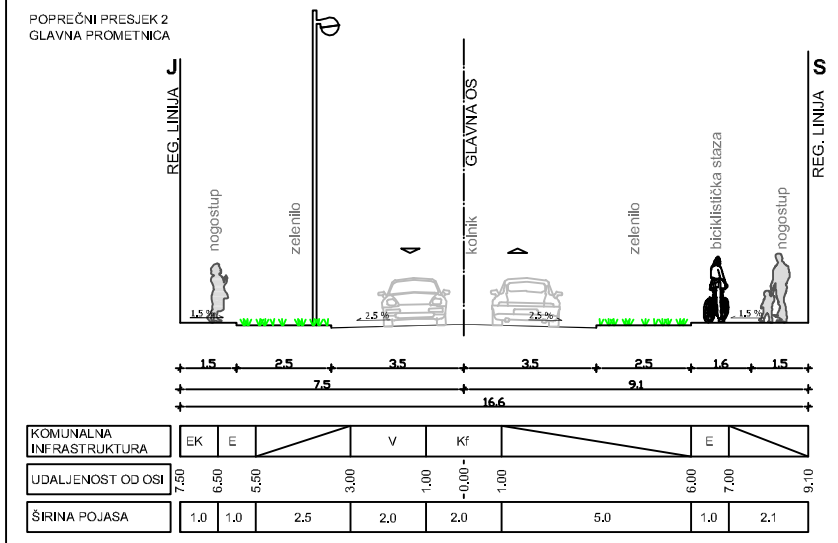 POPREČNI PRESJEK 2
GLAVNA PROMETNICA
J
S
REG. LINIJA
GLAVNA OS
REG. LINIJA
nogostup
zelenilo
kolnik
zelenilo
biciklistička staza
nogostup
1.5 %
2.5 %
2.5 %
1.5 %
1.5 2.5 3.5 3.5 2.5 1.6 1.5
7.5 9.1
16.6
KOMUNALNA
INFRASTRUKTURA
EK E V Kf E
UDALJENOST OD OSI
7.50 6.50 5.50 3.00 1.00 0.00 1.00 6.00 7.00 9.10
ŠIRINA POJASA
1.0 1.0 2.5 2.0 2.0 5.0 1.0 2.1